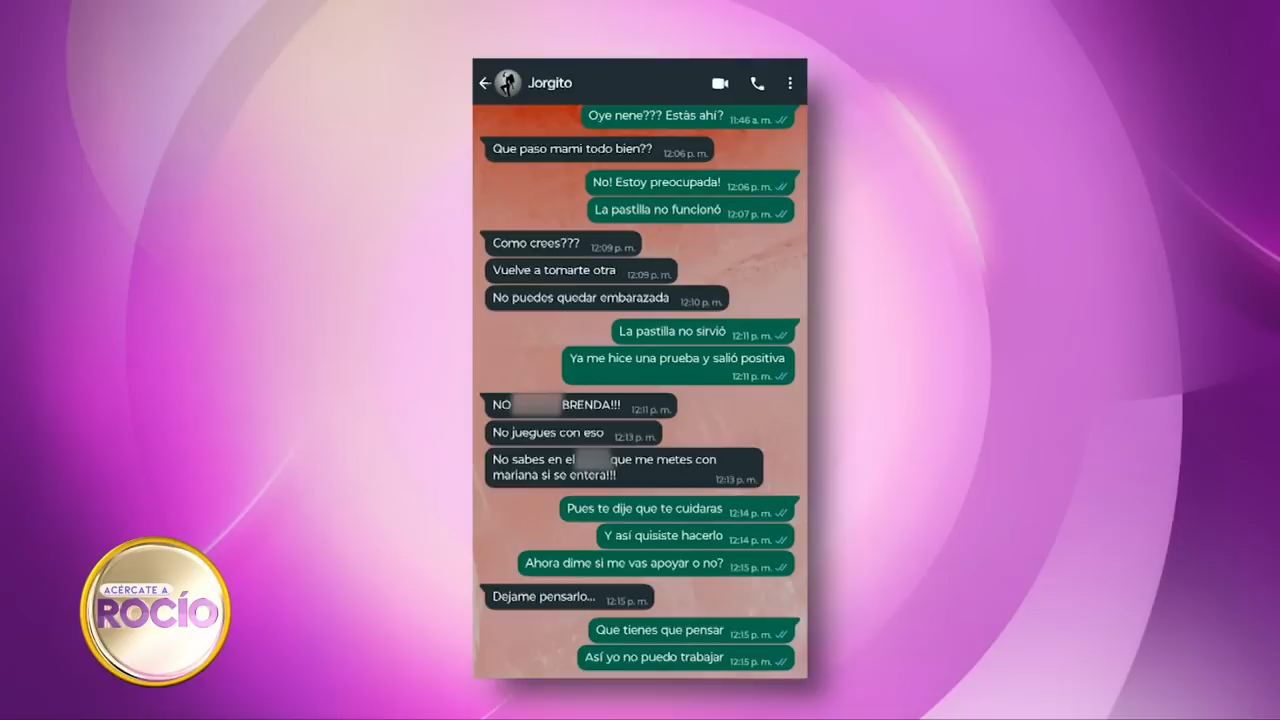 Jorgito
Oye nene??? Estás ahí? 11:46 a. m.
Que paso mami todo bien?? 12:06 p. m.
No! Estoy preocupada! 12:06 p. m.
La pastilla no funcionó 12:07 p. m.
Como crees??? 12:09 p. m.
Vuelve a tomarte otra 12:09 p. m.
No puedes quedar embarazada 12:10 p. m.
La pastilla no sirvió 12:11 p. m.
Ya me hice una prueba y salió positiva
12:11 p. m.
NO BRENDA!!! 12:11 p. m.
No juegues con eso 12:13 p. m.
No sabes en el que me metes con
mariana si se entera!!! 12:13 p. m.
Pues te dije que te cuidaras 12:14 p. m.
Y así quisiste hacerlo 12:14 p. m.
Ahora dime si me vas apoyar o no? 12:15 p. m.
Dejame pensarlo... 12:15 p. m.
Que tienes que pensar 12:15 p. m.
Así yo no puedo trabajar 12:15 p. m.
ACÉRCATE A
ROCÍO